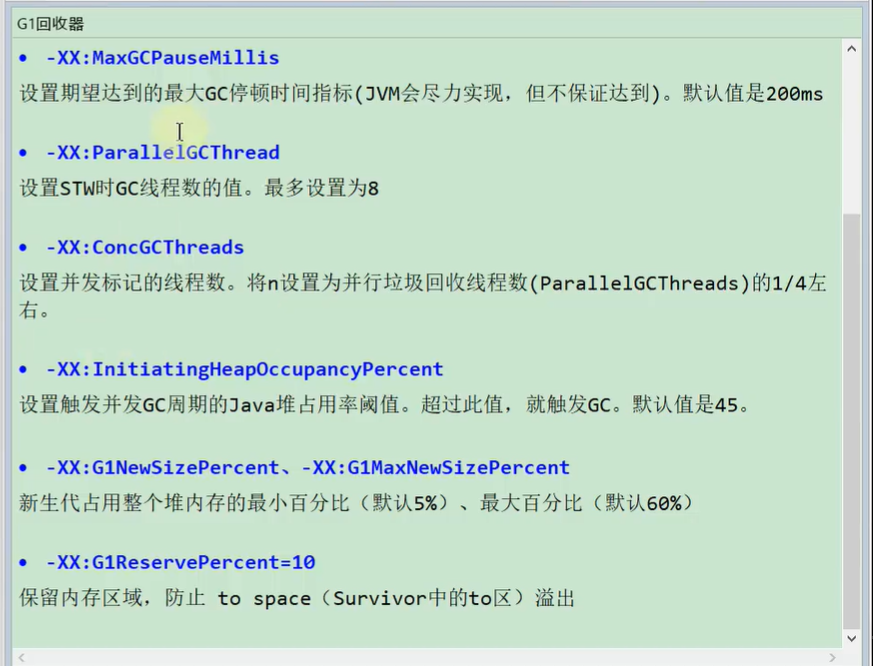 G1回收器
• -XX:MaxGCPauseMillis
设置期望达到的最大GC停顿时间指标(JVM会尽力实现，但不保证达到)。默认值是200ms
• -XX:ParallelGCThread
设置STW时GC线程数的值。最多设置为8
• -XX:ConcGCThreads
设置并发标记的线程数。将n设置为并行垃圾回收线程数(ParallelGCThreads)的1/4左
右。
• -XX:InitiatingHeapOccupancyPercent
设置触发并发GC周期的Java堆占用率阈值。超过此值，就触发GC。默认值是45。
• -XX:G1NewSizePercent、-XX:G1MaxNewSizePercent
新生代占用整个堆内存的最小百分比（默认5%）、最大百分比（默认60%）
• -XX:G1ReservePercent=10
保留内存区域，防止 to space（Survivor中的to区）溢出